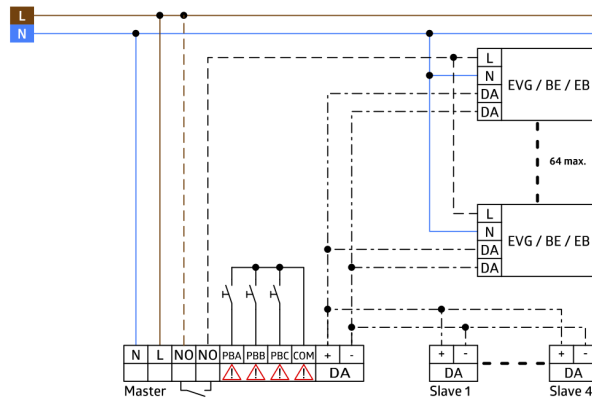 L
N
L
N
DA
DA
EVG / BE / EB
64 max.
L
N
DA
DA
EVG / BE / EB
N L NO NO PBA PBB PBC COM + -
DA
Master
+ -
DA
Slave 1
+ -
DA
Slave 4